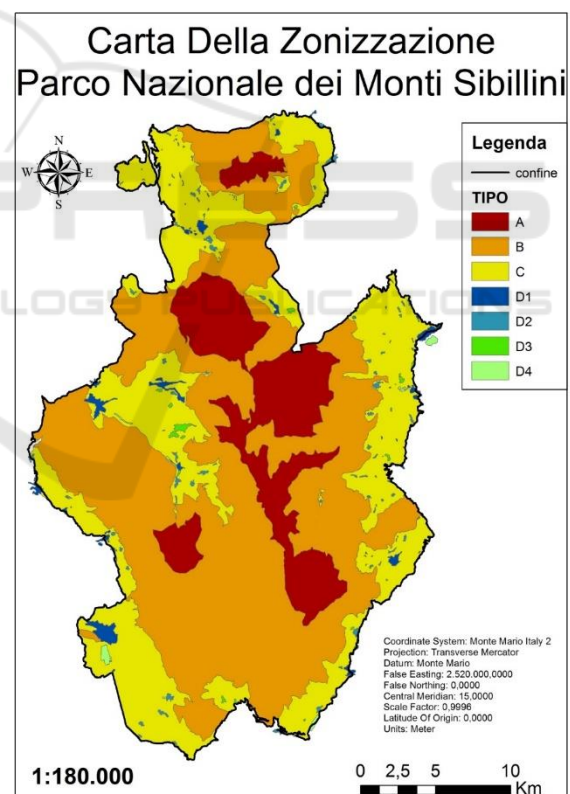 Carta Della Zonizzazione
Parco Nazionale dei Monti Sibillini
N
W E
S
Legenda
confine
TIPO
A
B
C
D1
D2
D3
D4
Coordinate System: Monte Mario Italy 2
Projection: Transverse Mercator
Datum: Monte Mario
False Easting: 2.520.000,0000
False Northing: 0,0000
Central Meridian: 15,0000
Scale Factor: 0,9996
Latitude Of Origin: 0,0000
Units: Meter
1:180.000
0 2,5 5 10
Km